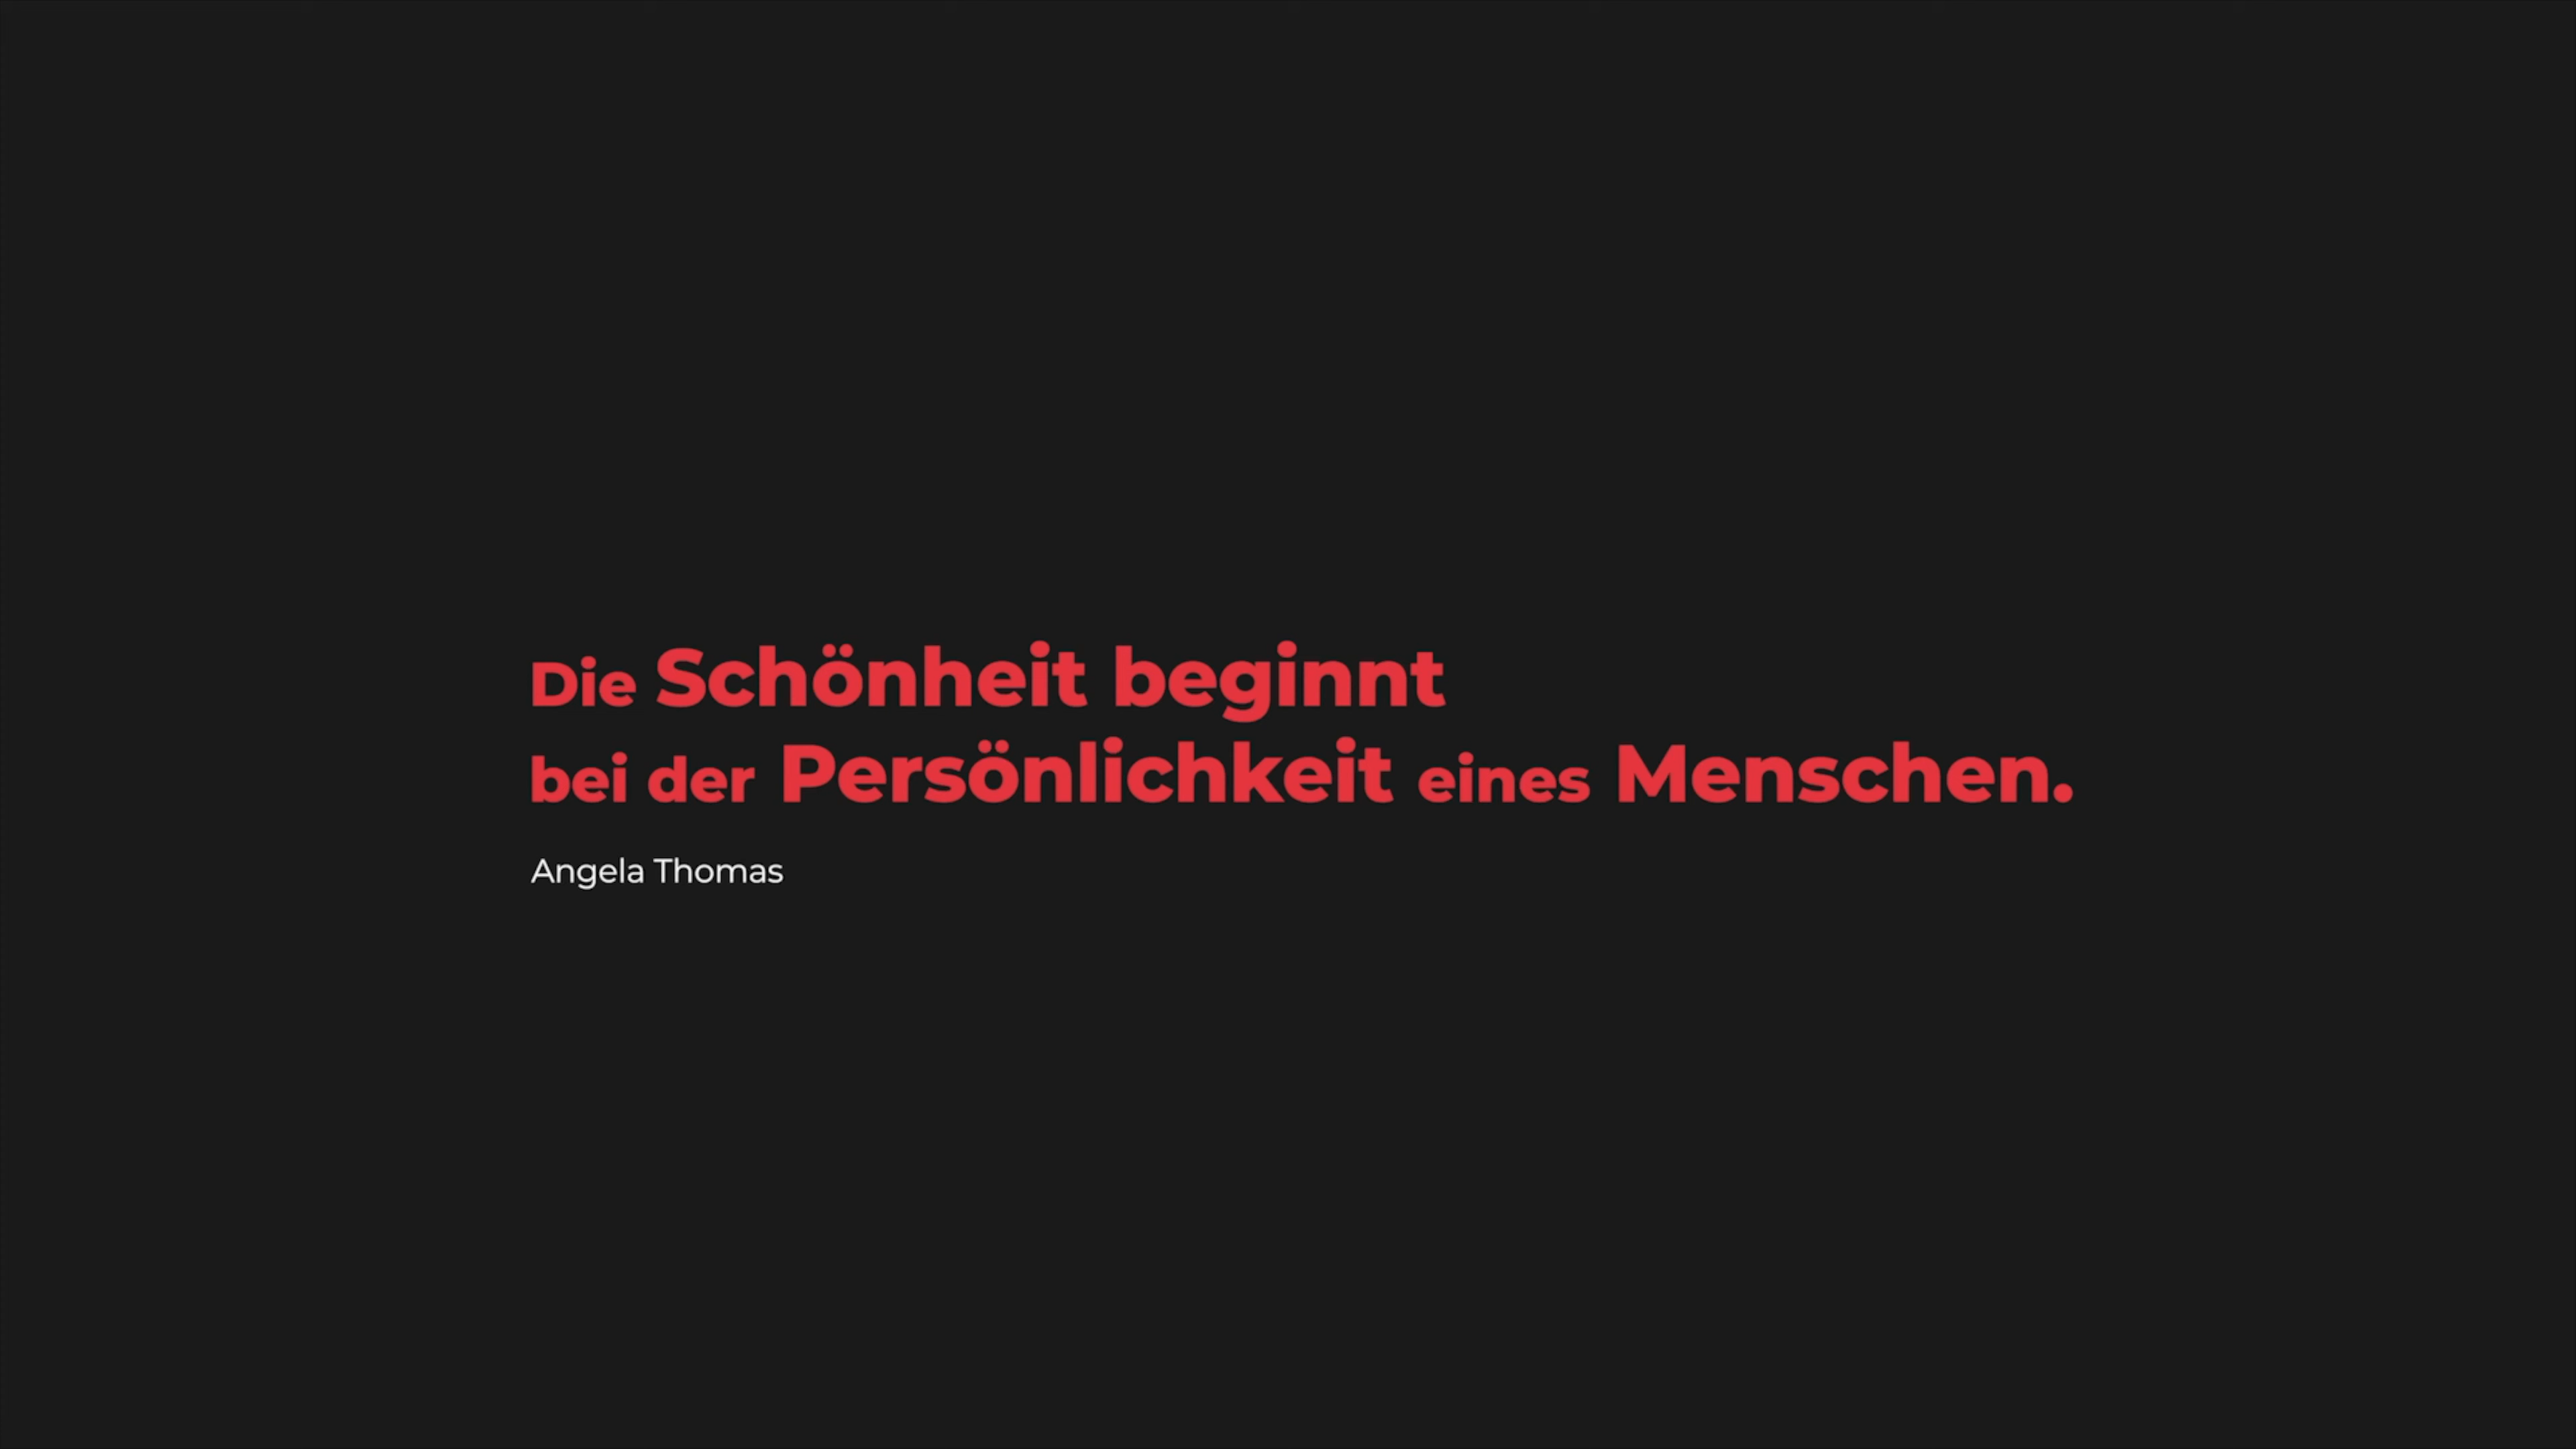 Die Schönheit beginnt
bei der Persönlichkeit eines Menschen.
Angela Thomas